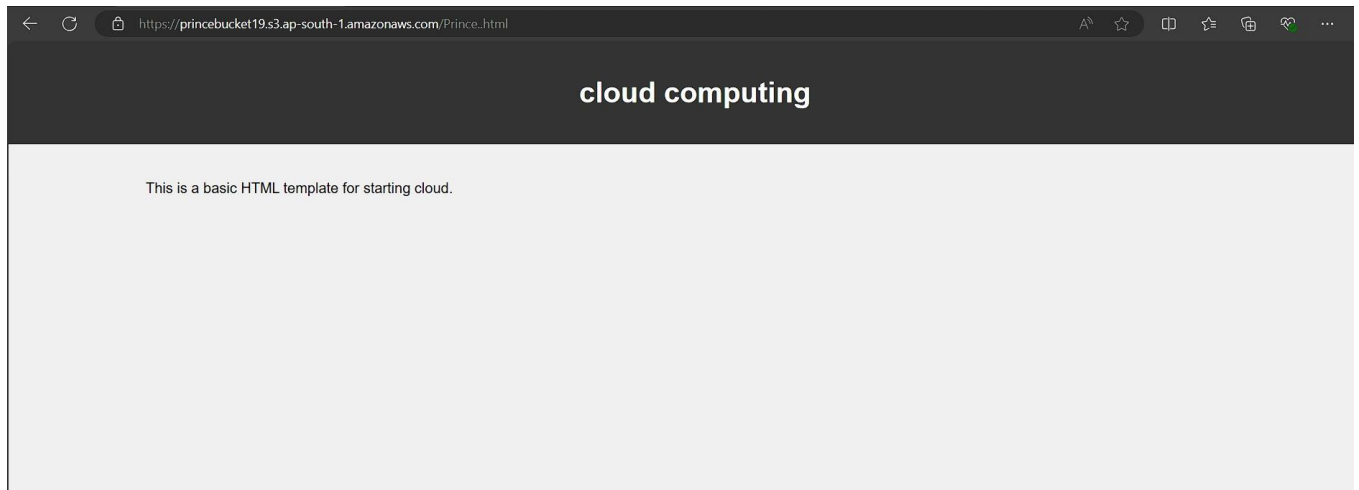 https://princebucket19.s3.ap-south-1.amazonaws.com/Prince..html
cloud computing
This is a basic HTML template for starting cloud.